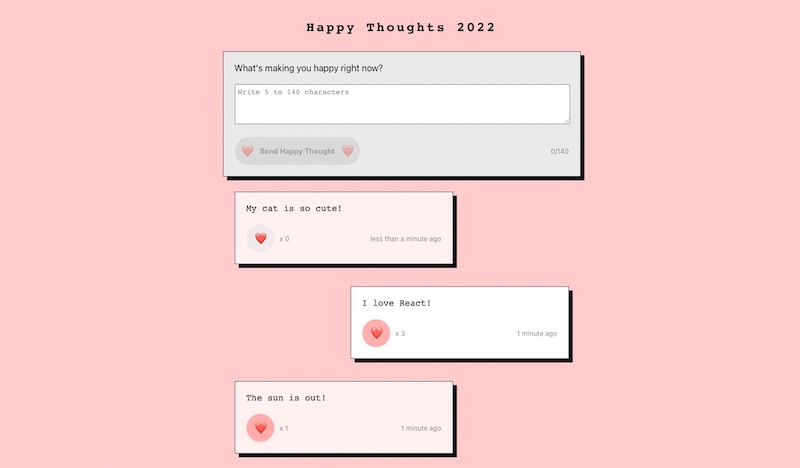 Happy Thoughts 2022
What's making you happy right now?
Write 5 to 140 characters
Send Happy Thought
0/140
My cat is so cute!
x 0
less than a minute ago
I love React!
x 3
1 minute ago
The sun is out!
x 1
1 minute ago